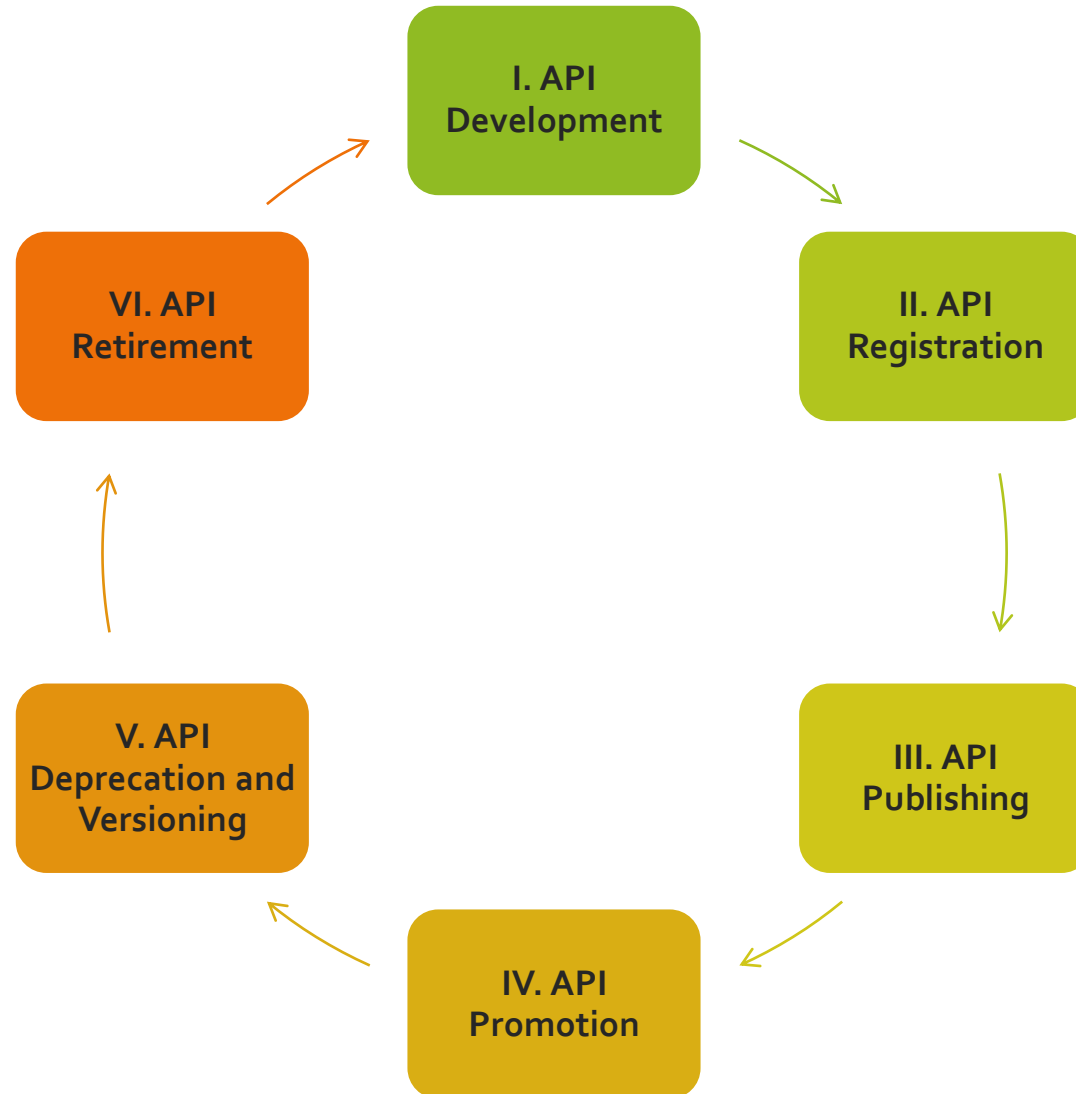 I. API
Development
II. API
Registration
III. API
Publishing
IV. API
Promotion
V. API
Deprecation and
Versioning
VI. API
Retirement